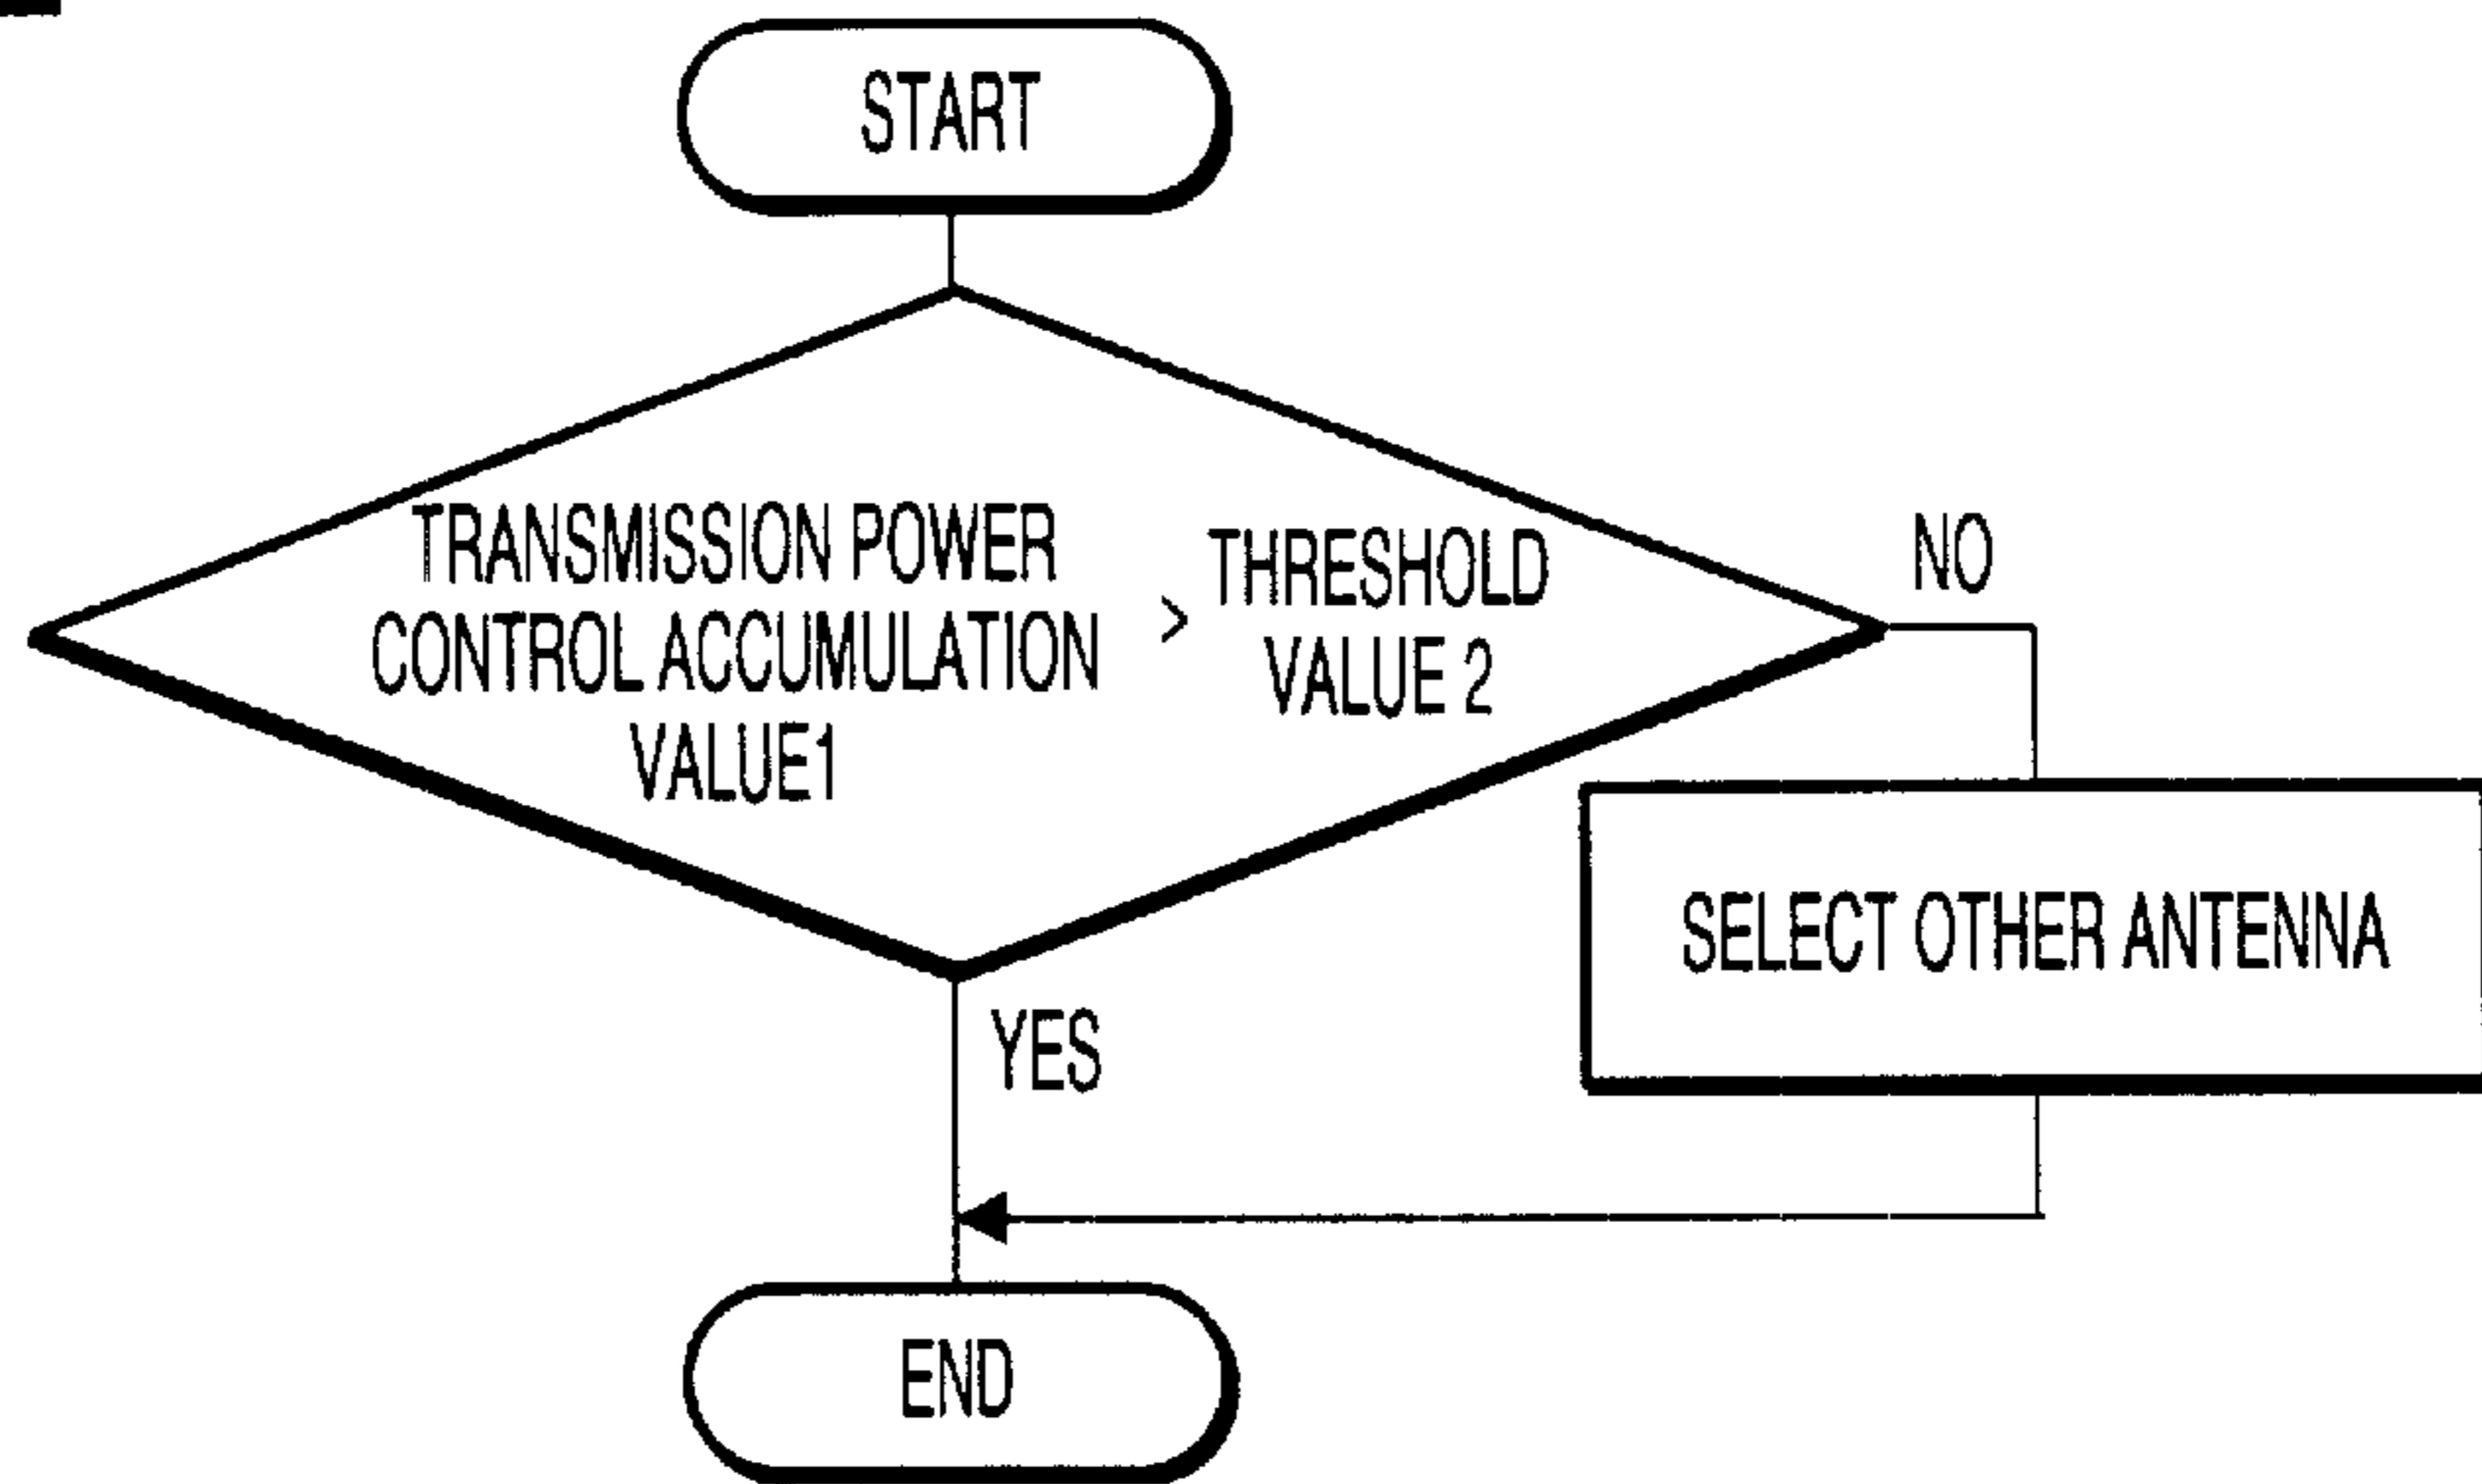 START
TRANSMISSION POWER
CONTROL ACCUMULATION
VALUE1
>
THRESHOLD
VALUE 2
NO
SELECT OTHER ANTENNA
YES
END